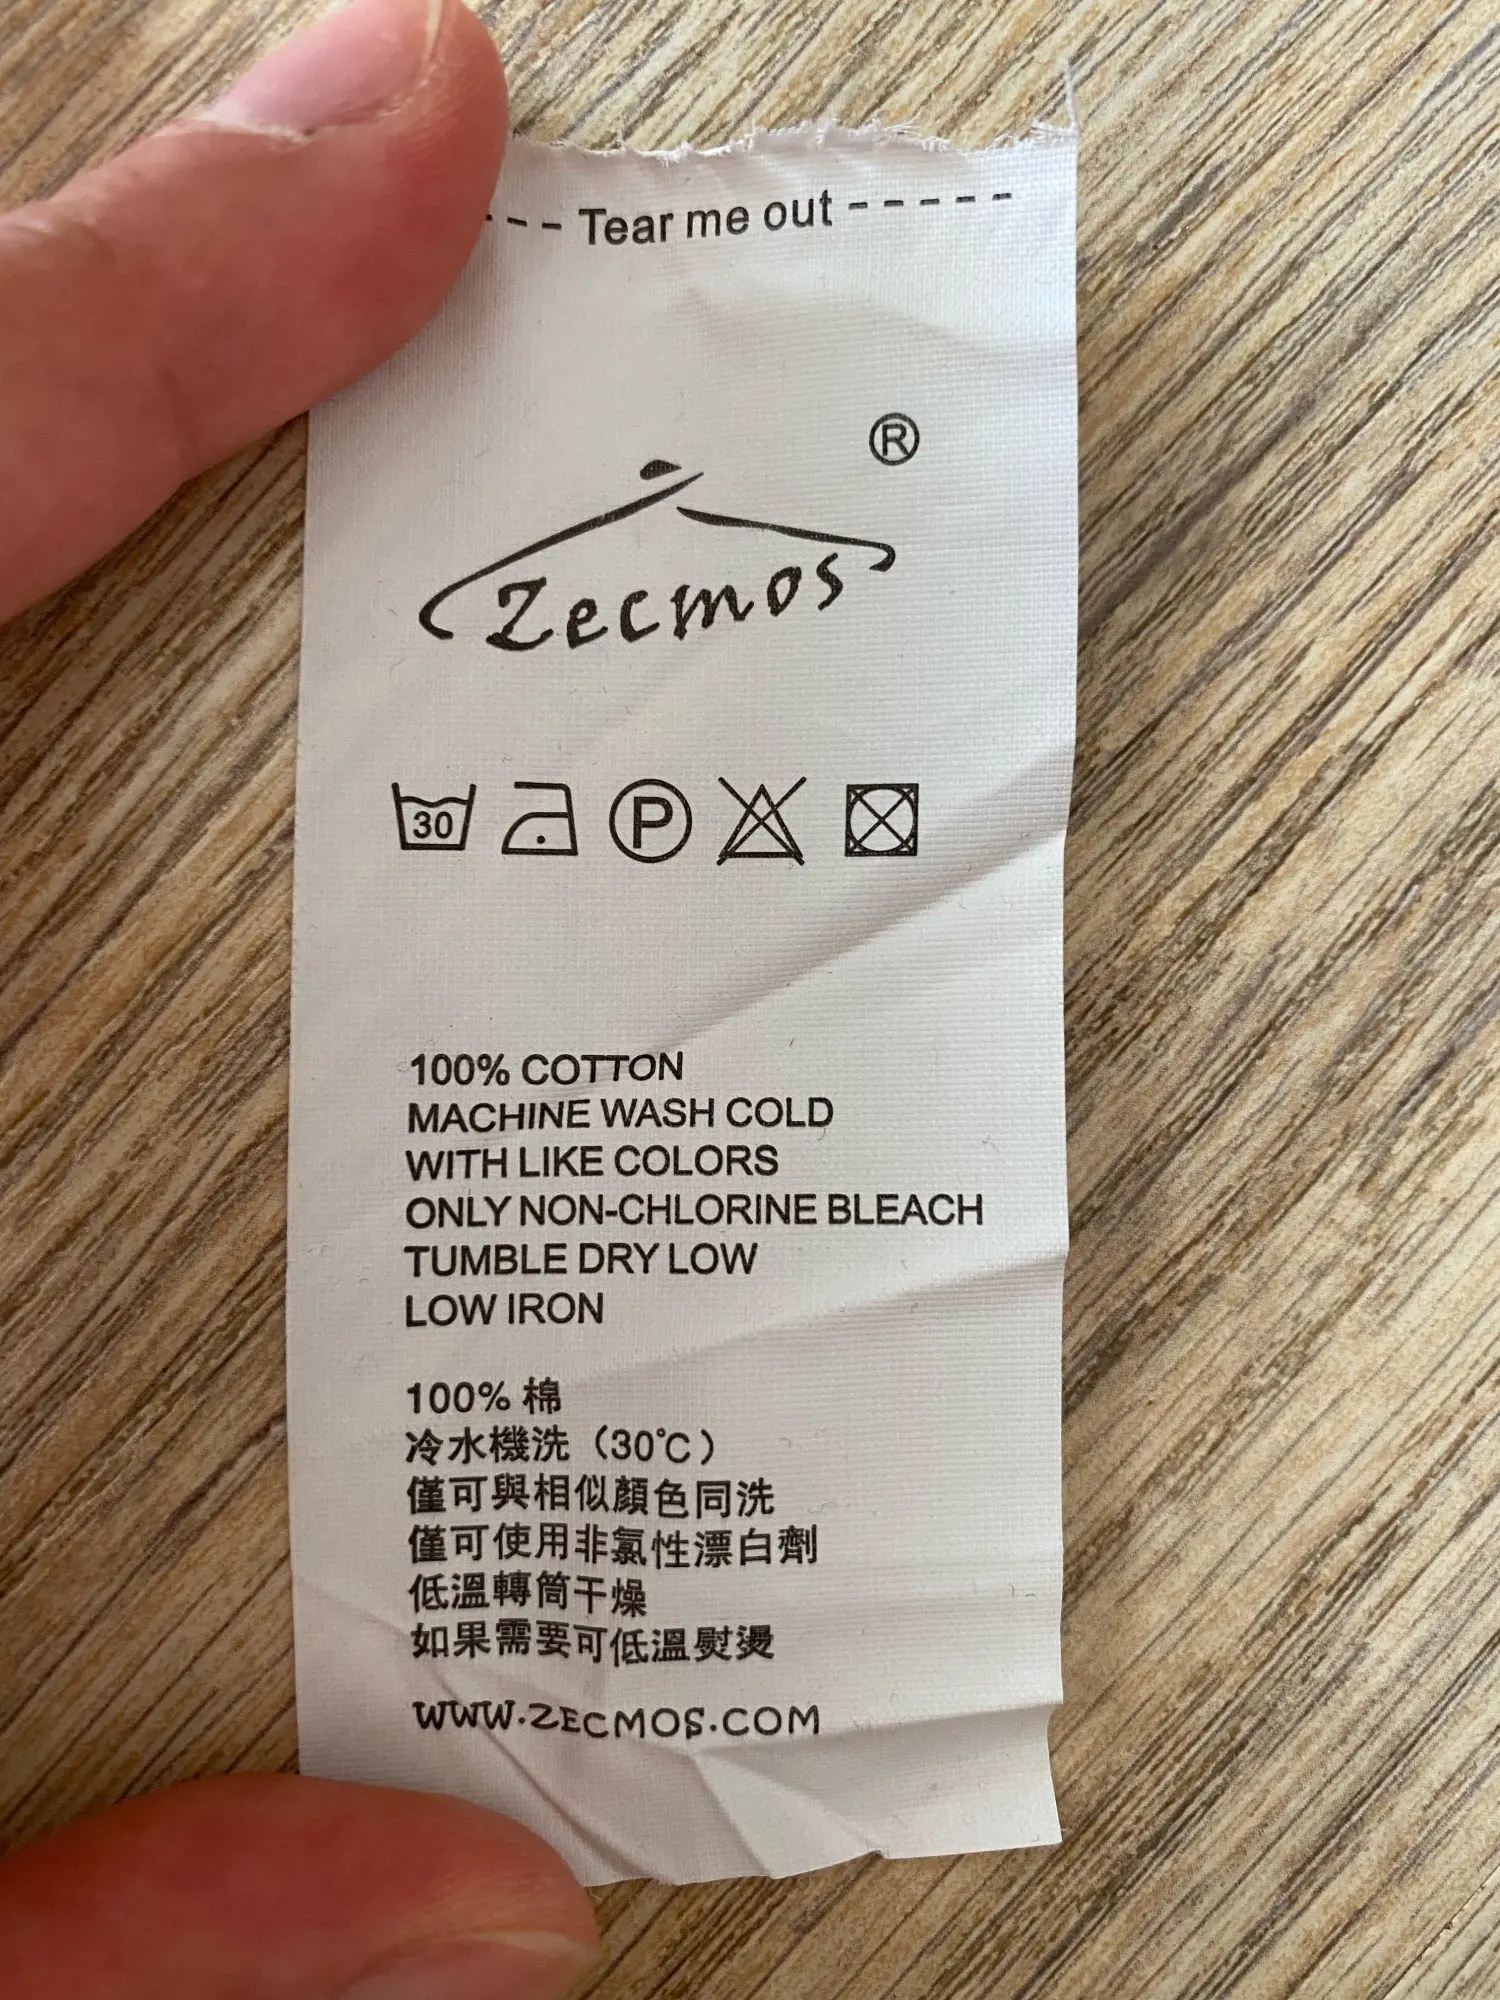 --- Tear me out -----
®
Zecmos
30 P
100% COTTON
MACHINE WASH COLD
WITH LIKE COLORS
ONLY NON-CHLORINE BLEACH
TUMBLE DRY LOW
LOW IRON
100% 棉
冷水機洗（30℃）
僅可與相似顏色同洗
僅可使用非氯性漂白劑
低溫轉筒干燥
如果需要可低溫熨燙
WWW.ZECMOS.COM